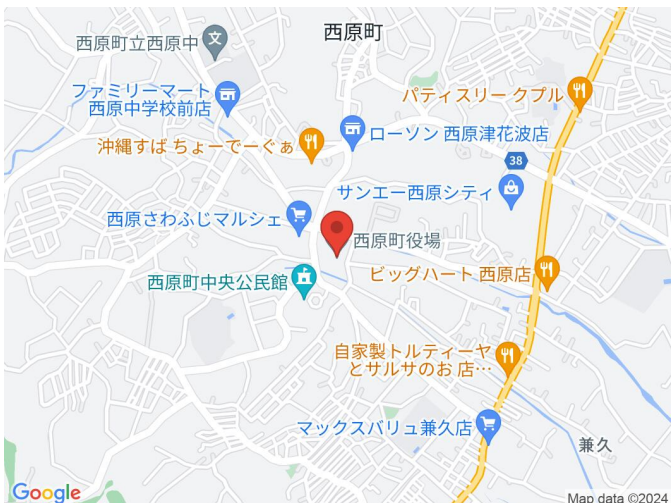 西原町
西原町立西原中
文
ファミリーマート
西原中学校前店
パティスリー クプル
沖縄すば ちょーでーぐぁ
ローソン 西原津花波店
38
サンエー西原シティ
西原さわふじマルシェ
西原町役場
西原町中央公民館
ビッグハート 西原店
自家製トルティーヤ
とサルサのお 店…
マックスバリュ兼久店
兼久
Google
Map data ©2024